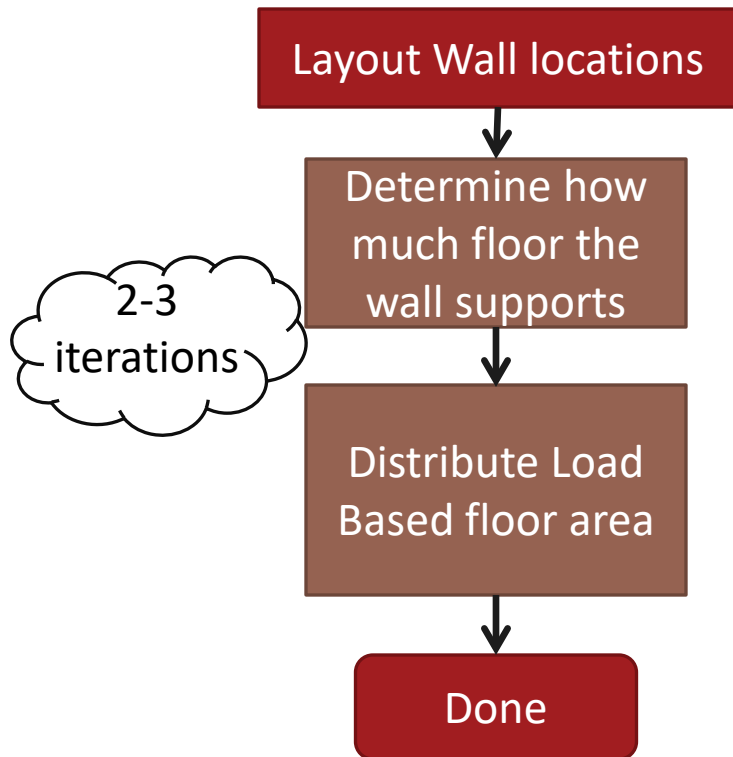 Layout Wall locations
Determine how
much floor the
wall supports
2-3
iterations
Distribute Load
Based floor area
Done